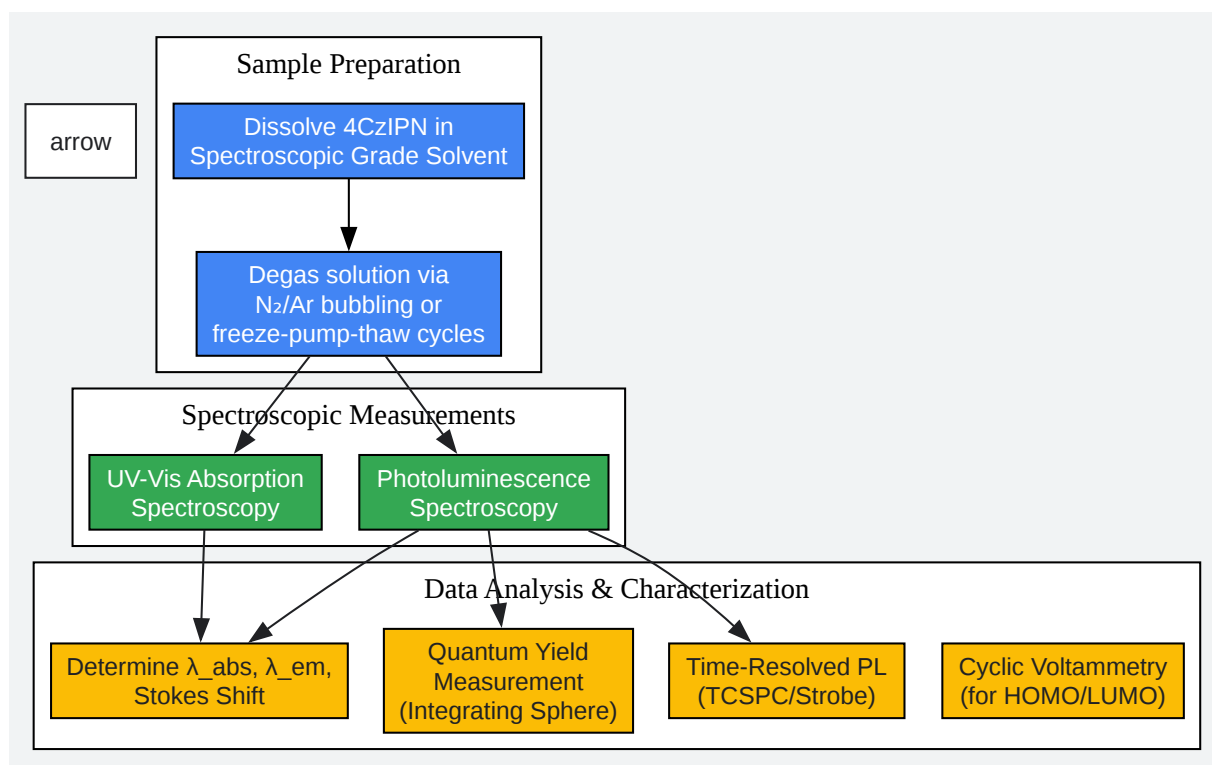 Sample Preparation
arrow
Dissolve 4CzIPN in
Spectroscopic Grade Solvent
Degas solution via
N₂/Ar bubbling or
freeze-pump-thaw cycles
Spectroscopic Measurements
UV-Vis Absorption
Spectroscopy
Photoluminescence
Spectroscopy
Data Analysis & Characterization
Determine λ_abs, λ_em,
Stokes Shift
Quantum Yield
Measurement
(Integrating Sphere)
Time-Resolved PL
(TCSPC/Strobe)
Cyclic Voltammetry
(for HOMO/LUMO)